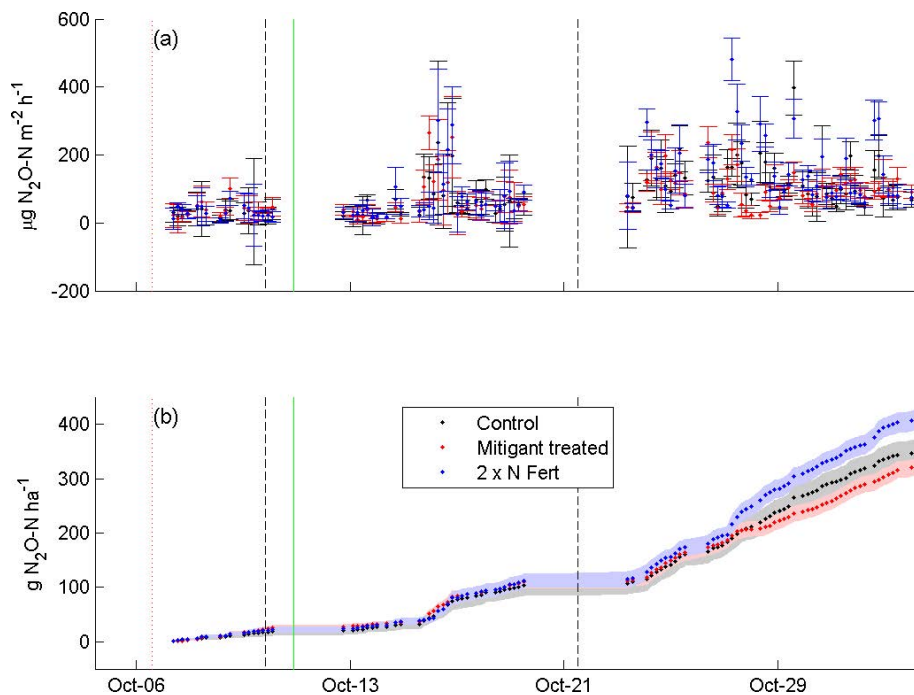 600
(a)
400
200
0
-200
µg N₂O–N m⁻² h⁻¹
(b)
400
300
200
100
0
g N₂O–N ha⁻¹
Control
Mitigant treated
2 x N Fert
Oct-06 Oct-13 Oct-21 Oct-29